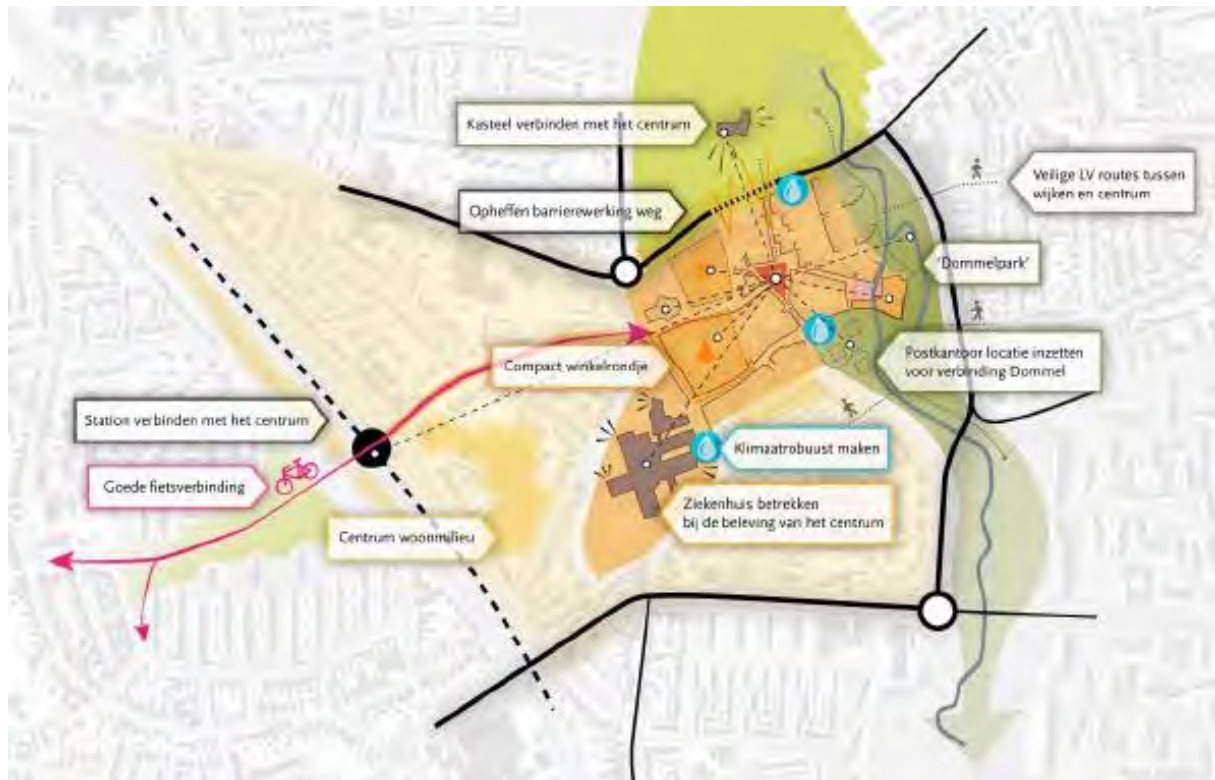 Kasteel verbinden met het centrum
Veilige LV routes tussen
wijken en centrum
Opheffen barrierewerking weg
'Dommelpark'
Compact winkelrondje
Postkantoor locatie inzetten
voor verbinding Dommel
Station verbinden met het centrum
Klimaatrobuust maken
Goede fietsverbinding
Ziekenhuis betrekken
bij de beleving van het centrum
Centrum woonmilieu